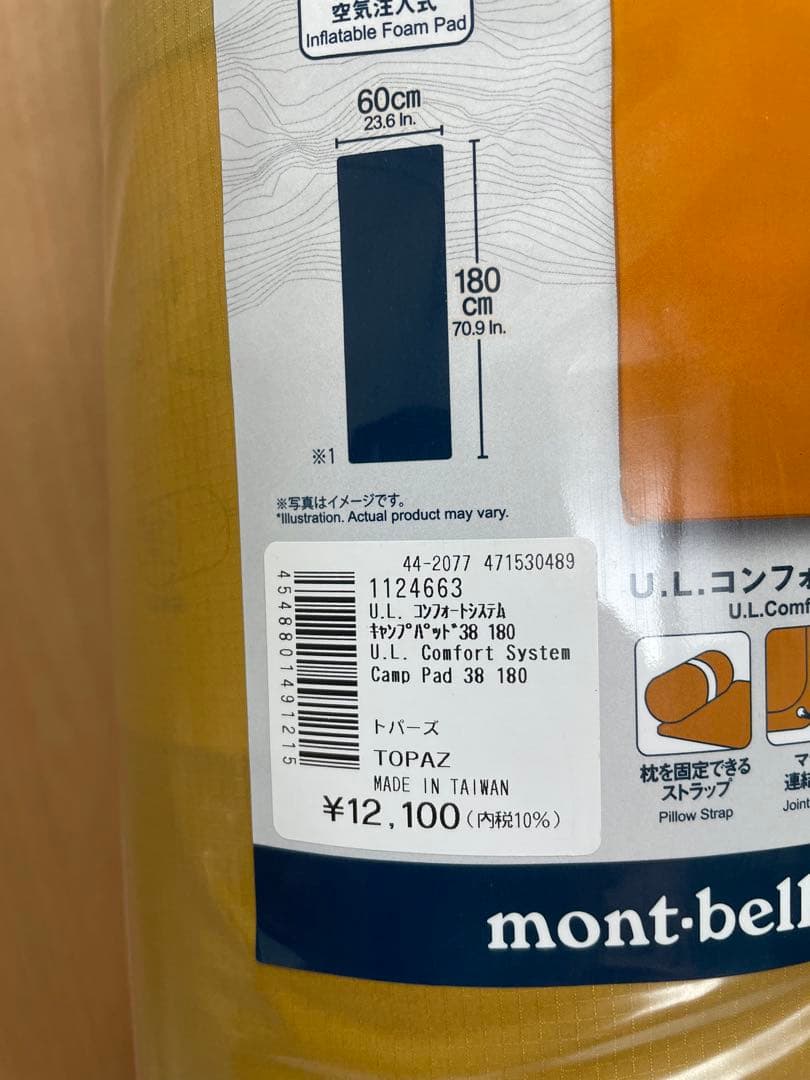 空気注入式
Inflatable Foam Pad
60cm
23.6 In.
180
cm
70.9 In.
※1
※写真はイメージです。
*Illustration. Actual product may vary.
44-2077 471530489
1124663
U.L. コンフォートシステム
キャンプパッド38 180
U.L. Comfort System
Camp Pad 38 180
トパーズ
TOPAZ
MADE IN TAIWAN
¥12,100(内税10%)
4548801491215
U.L.コンフォ
U.L.Comf
枕を固定できる
ストラップ
Pillow Strap
マ
連結
Joint
mont-bell